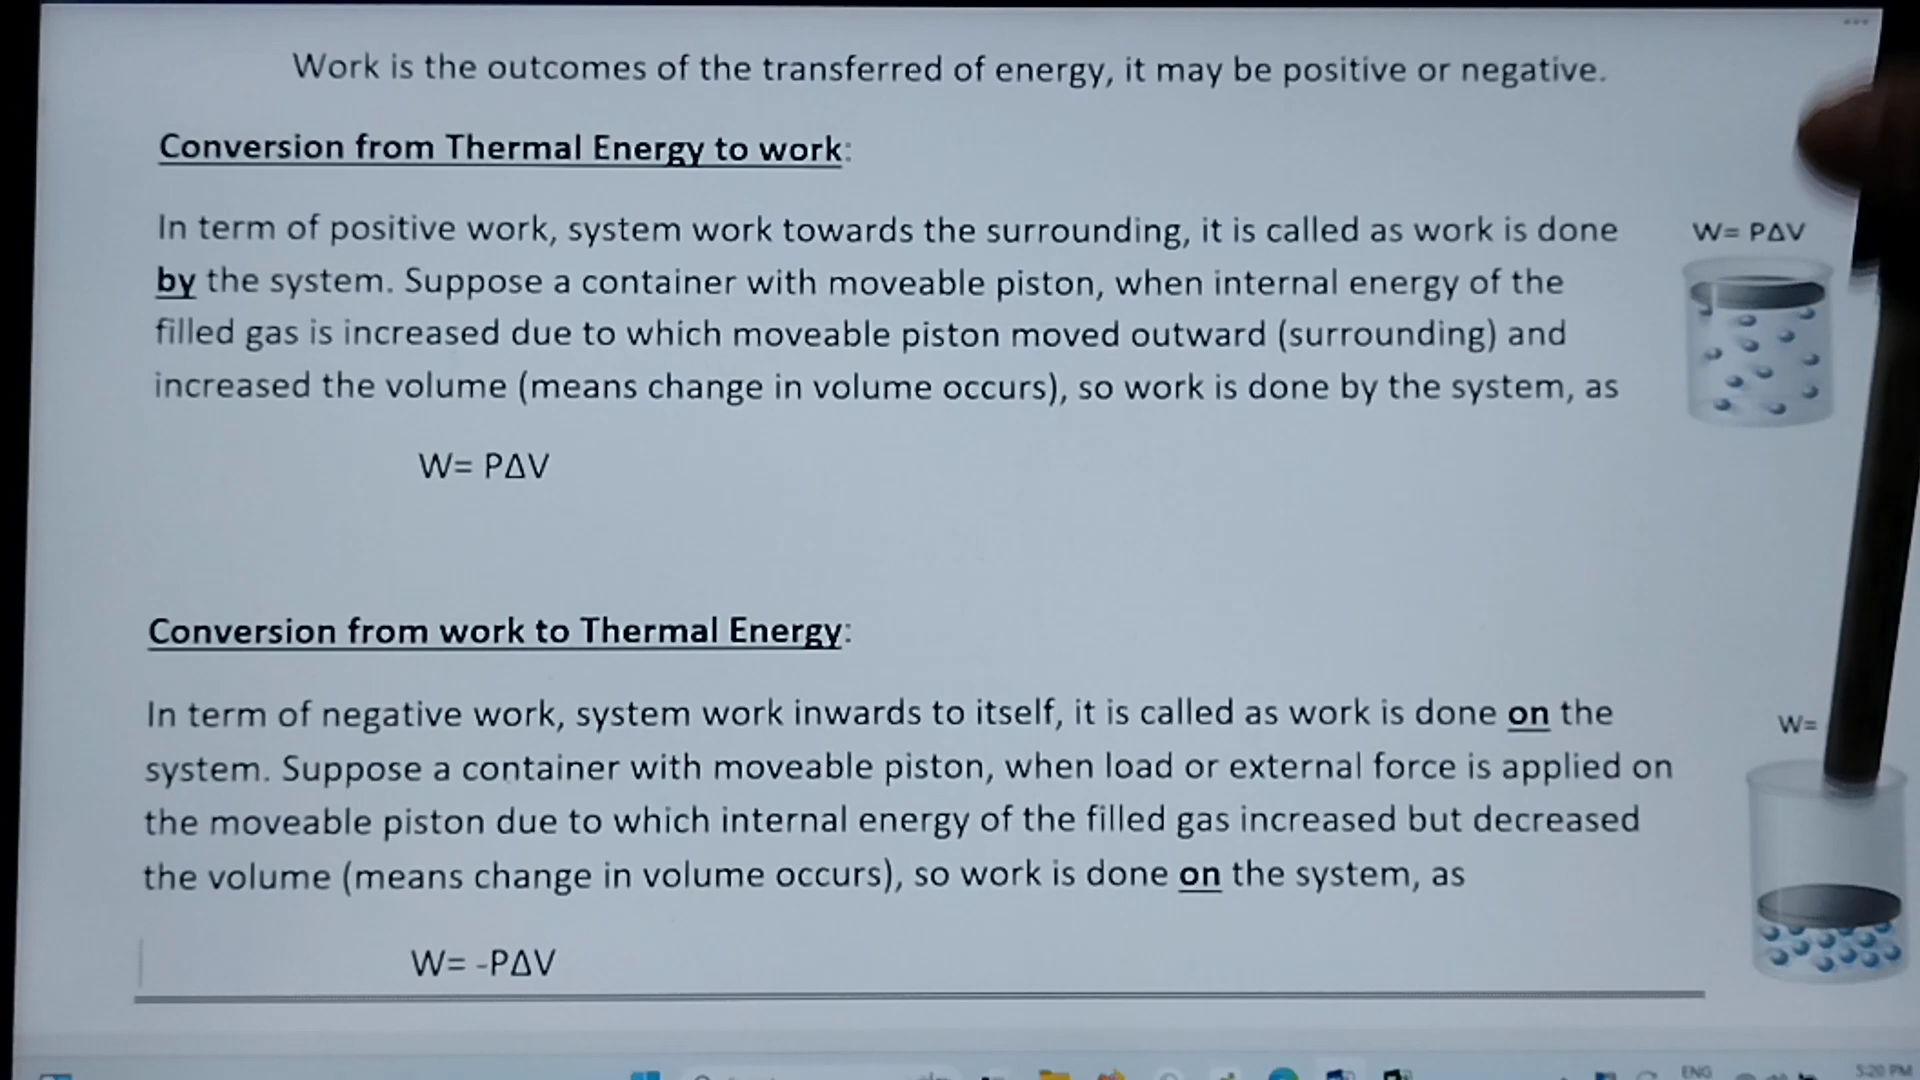 Work is the outcomes of the transferred of energy, it may be positive or negative.
Conversion from Thermal Energy to work:
In term of positive work, system work towards the surrounding, it is called as work is done
by the system. Suppose a container with moveable piston, when internal energy of the
filled gas is increased due to which moveable piston moved outward (surrounding) and
increased the volume (means change in volume occurs), so work is done by the system, as
W= PΔV
W= PΔV
Conversion from work to Thermal Energy:
In term of negative work, system work inwards to itself, it is called as work is done on the
system. Suppose a container with moveable piston, when load or external force is applied on
the moveable piston due to which internal energy of the filled gas increased but decreased
the volume (means change in volume occurs), so work is done on the system, as
W=
W= -PΔV
ENG
5:20 PM